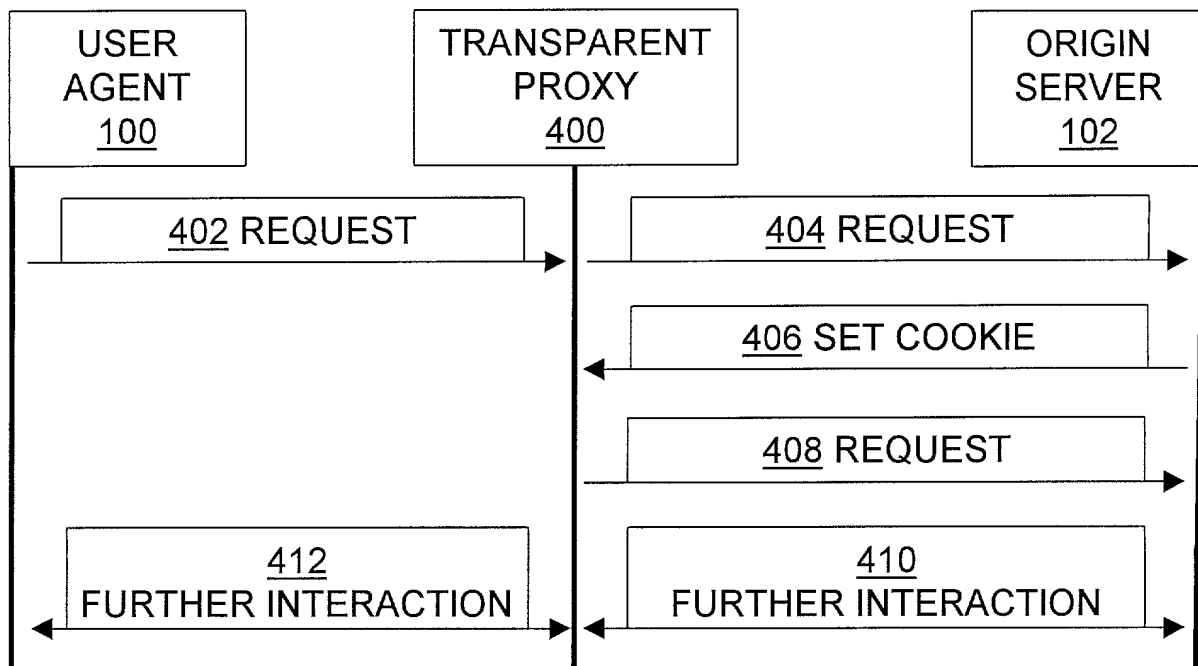 USER
AGENT
100
TRANSPARENT
PROXY
400
ORIGIN
SERVER
102
402 REQUEST
404 REQUEST
406 SET COOKIE
408 REQUEST
412
FURTHER INTERACTION
410
FURTHER INTERACTION